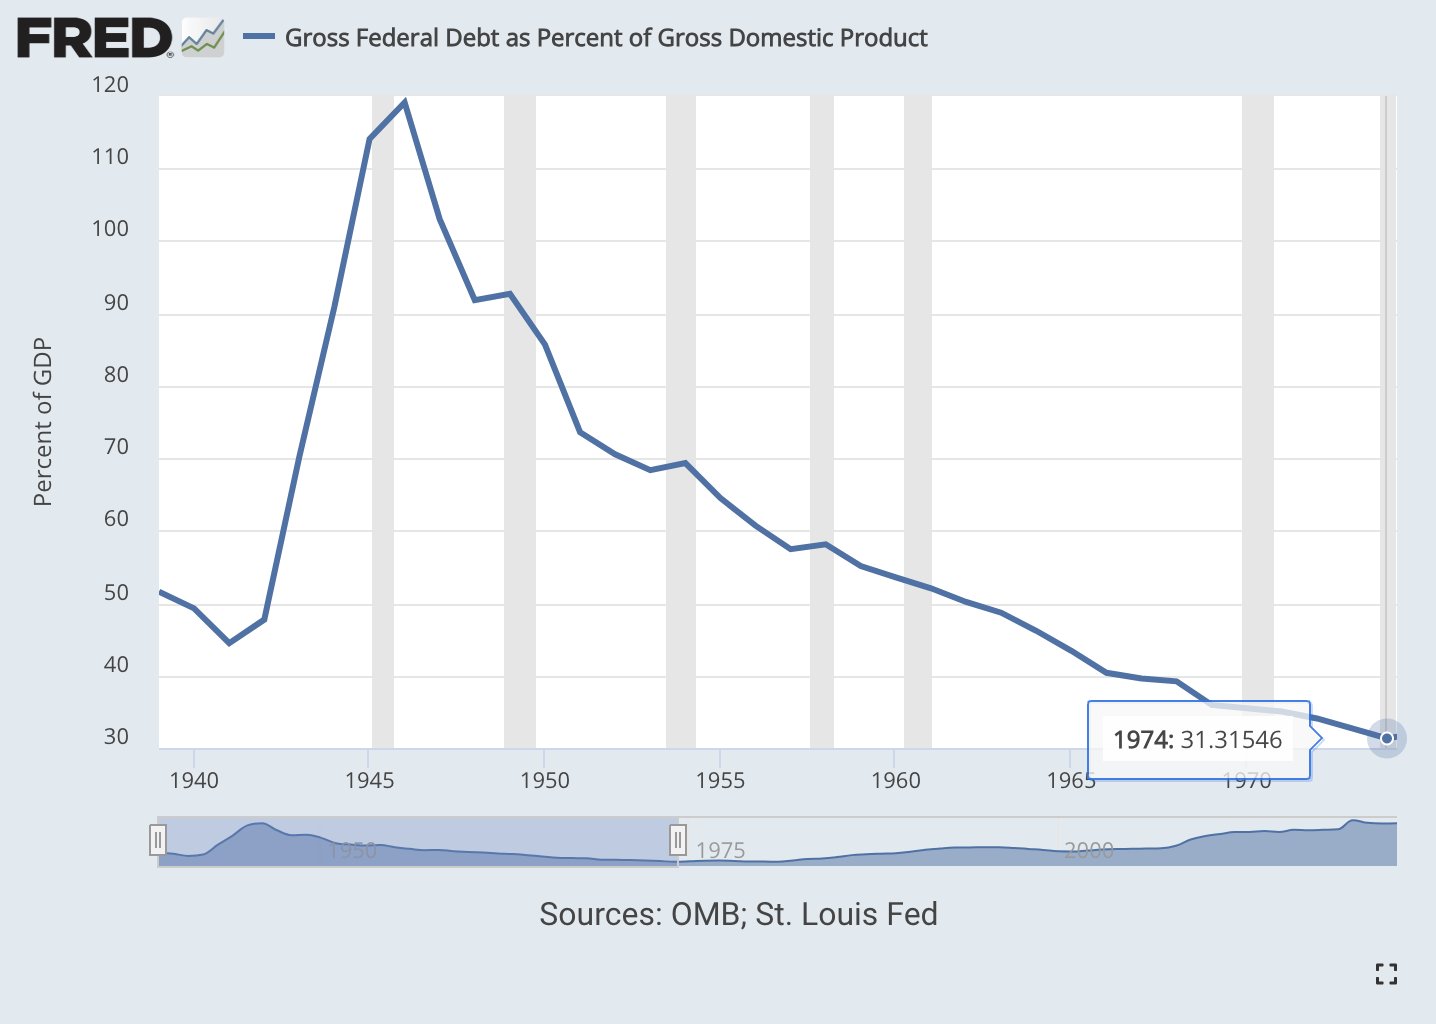 FRED® Gross Federal Debt as Percent of Gross Domestic Product
120
110
100
90
80
70
60
50
40
30
Percent of GDP
1940 1945 1950 1955 1960 1965 1970
1974: 31.31546
1950 1975 2000
Sources: OMB; St. Louis Fed